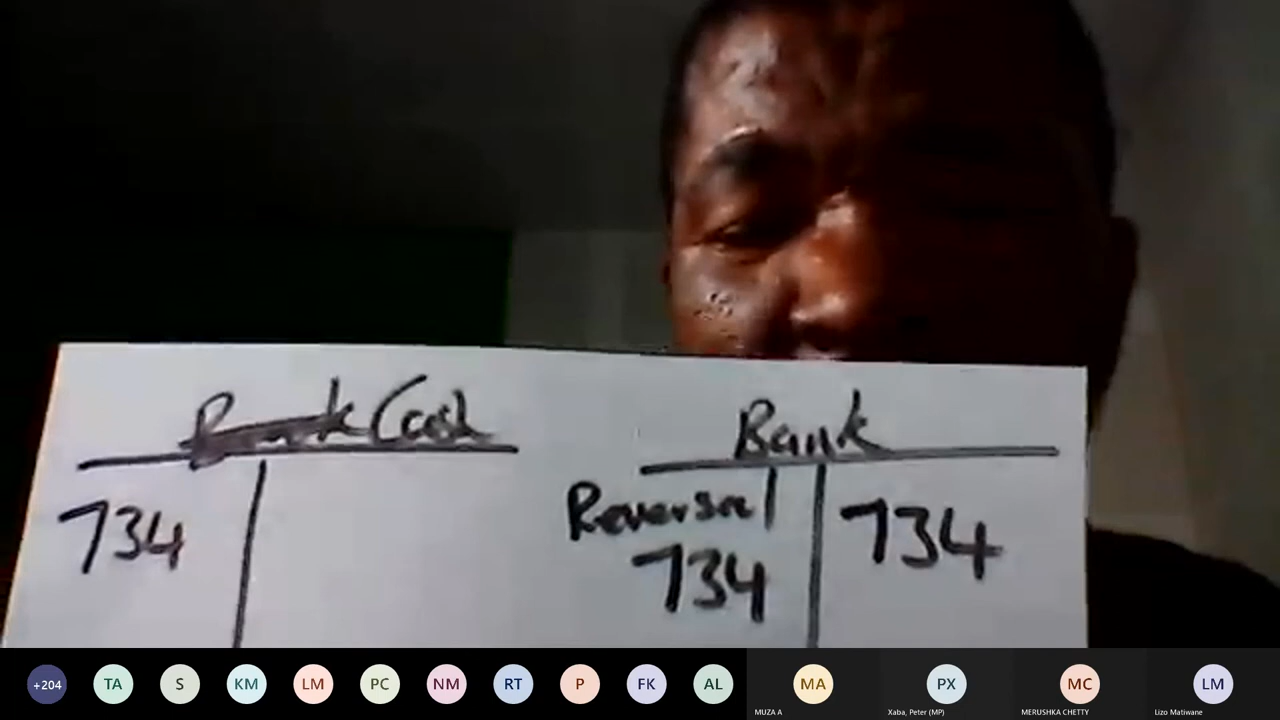 Bank Cash
Bank
734
Reversal
734
734
+204
TA
S
KM
LM
PC
NM
RT
P
FK
AL
MA
PX
MC
LM
MUZA A
Xaba, Peter (MP)
MERUSHKA CHETTY
Lizo Matiwane